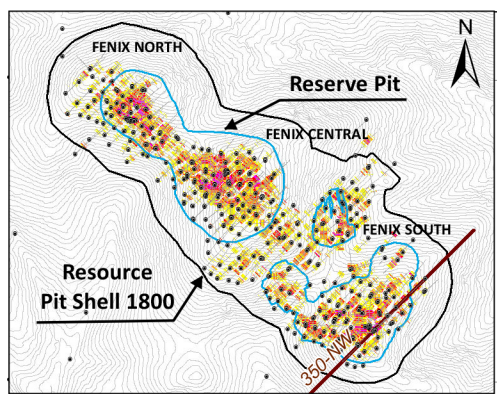 FENIX NORTH
N
Reserve Pit
FENIX CENTRAL
FENIX SOUTH
Resource
Pit Shell 1800
350-NW